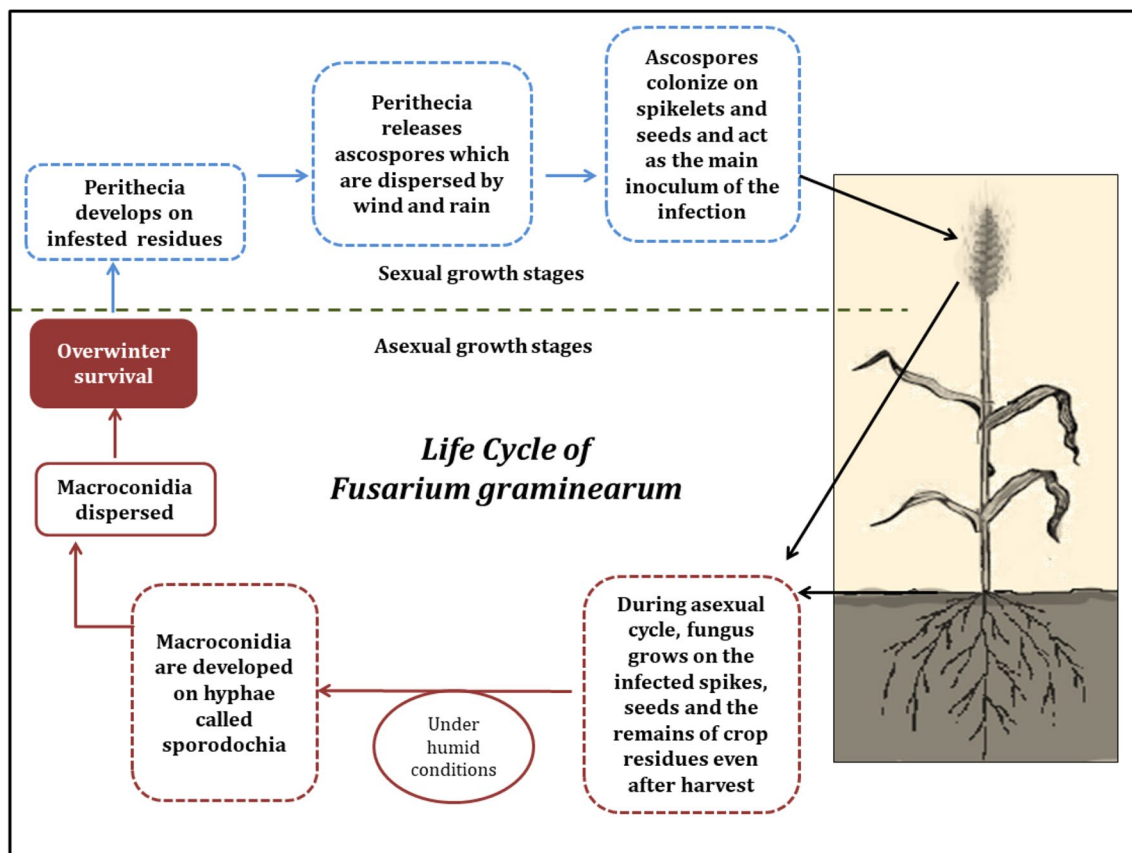 Perithecia
develops on
infested residues
Perithecia
releases
ascospores which
are dispersed by
wind and rain
Ascospores
colonize on
spikelets and
seeds and act
as the main
inoculum of the
infection
Sexual growth stages
Asexual growth stages
Overwinter
survival
Life Cycle of
Fusarium graminearum
Macroconidia
dispersed
Macroconidia
are developed
on hyphae
called
sporodochia
Under
humid
conditions
During asexual
cycle, fungus
grows on the
infected spikes,
seeds and the
remains of crop
residues even
after harvest